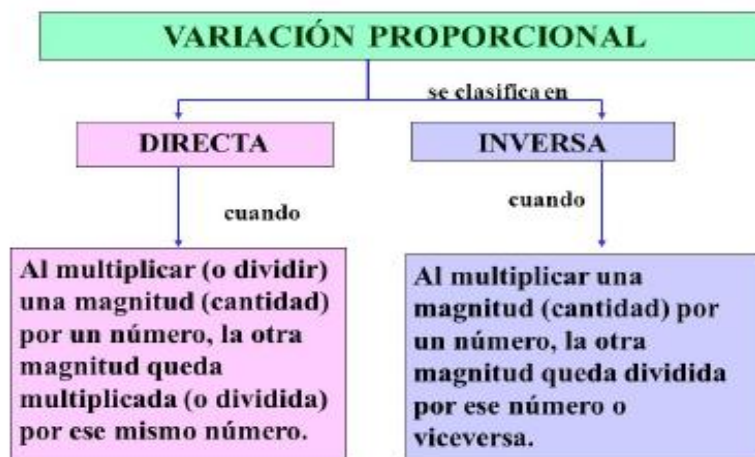 VARIACIÓN PROPORCIONAL
se clasifica en
DIRECTA
INVERSA
cuando
cuando
Al multiplicar (o dividir)
una magnitud (cantidad)
por un número, la otra
magnitud queda
multiplicada (o dividida)
por ese mismo número.
Al multiplicar una
magnitud (cantidad) por
un número, la otra
magnitud queda dividida
por ese número o
viceversa.